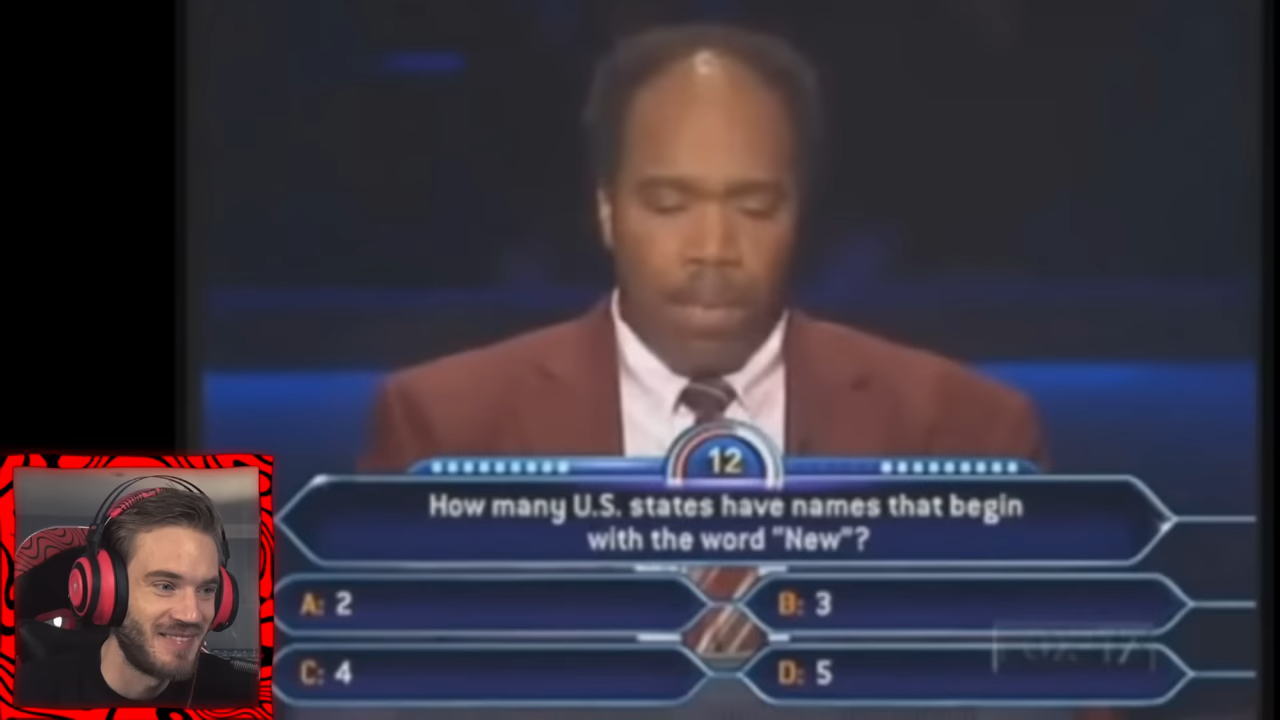 12
How many U.S. states have names that begin
with the word "New"?
A: 2
B: 3
C: 4
D: 5